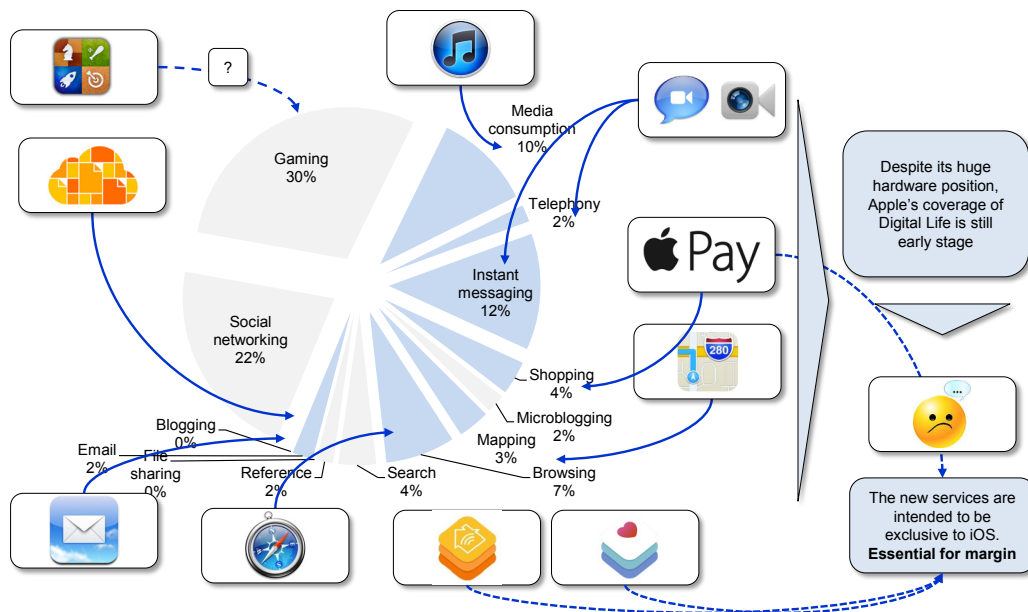 ?
Media
consumption
10%
Gaming
30%
Telephony
2%
Despite its huge
hardware position,
Apple's coverage of
Digital Life is still
early stage
Pay
Instant
messaging
12%
Social
networking
22%
280
Shopping
4%
...
Microblogging
2%
Mapping
3%
Browsing
7%
Search
4%
Reference
2%
File
sharing
0%
Blogging
0%
Email
2%
The new services are
intended to be
exclusive to iOS.
Essential for margin